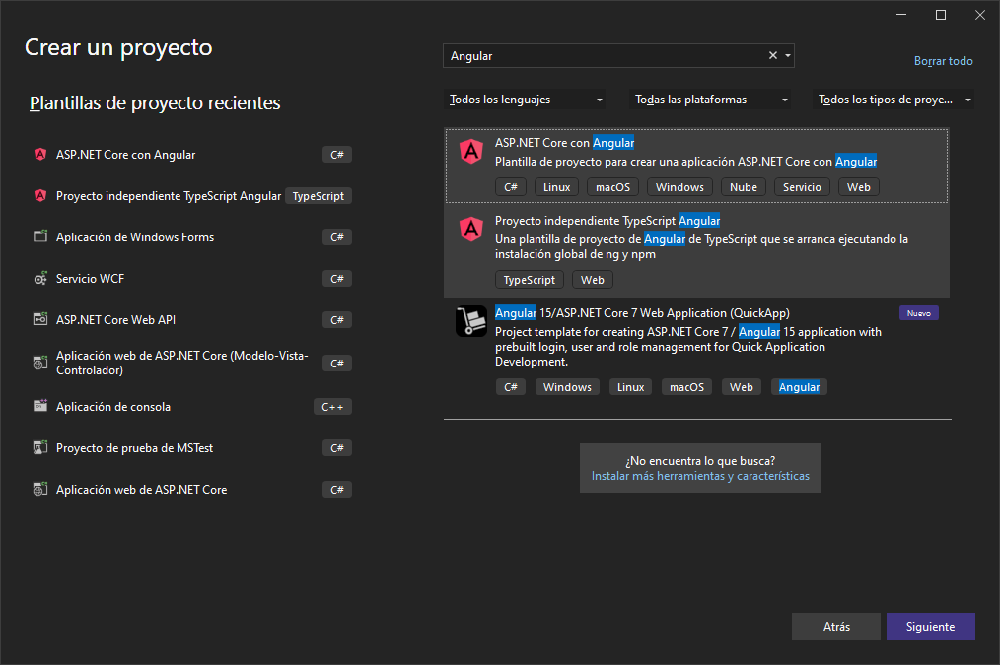 Crear un proyecto
Plantillas de proyecto recientes
ASP.NET Core con Angular C#
Proyecto independiente TypeScript Angular TypeScript
Aplicación de Windows Forms C#
Servicio WCF C#
ASP.NET Core Web API C#
Aplicación web de ASP.NET Core (Modelo-Vista-
Controlador) C#
Aplicación de consola C++
Proyecto de prueba de MSTest C#
Aplicación web de ASP.NET Core C#
Angular
Borrar todo
Todos los lenguajes Todas las plataformas Todos los tipos de proye...
ASP.NET Core con Angular
Plantilla de proyecto para crear una aplicación ASP.NET Core con Angular
C# Linux macOS Windows Nube Servicio Web
Proyecto independiente TypeScript Angular
Una plantilla de proyecto de Angular de TypeScript que se arranca ejecutando la
instalación global de ng y npm
TypeScript Web
Angular 15/ASP.NET Core 7 Web Application (QuickApp) Nuevo
Project template for creating ASP.NET Core 7 / Angular 15 application with
prebuilt login, user and role management for Quick Application
Development.
C# Windows Linux macOS Web Angular
¿No encuentra lo que busca?
Instalar más herramientas y características
Atrás Siguiente